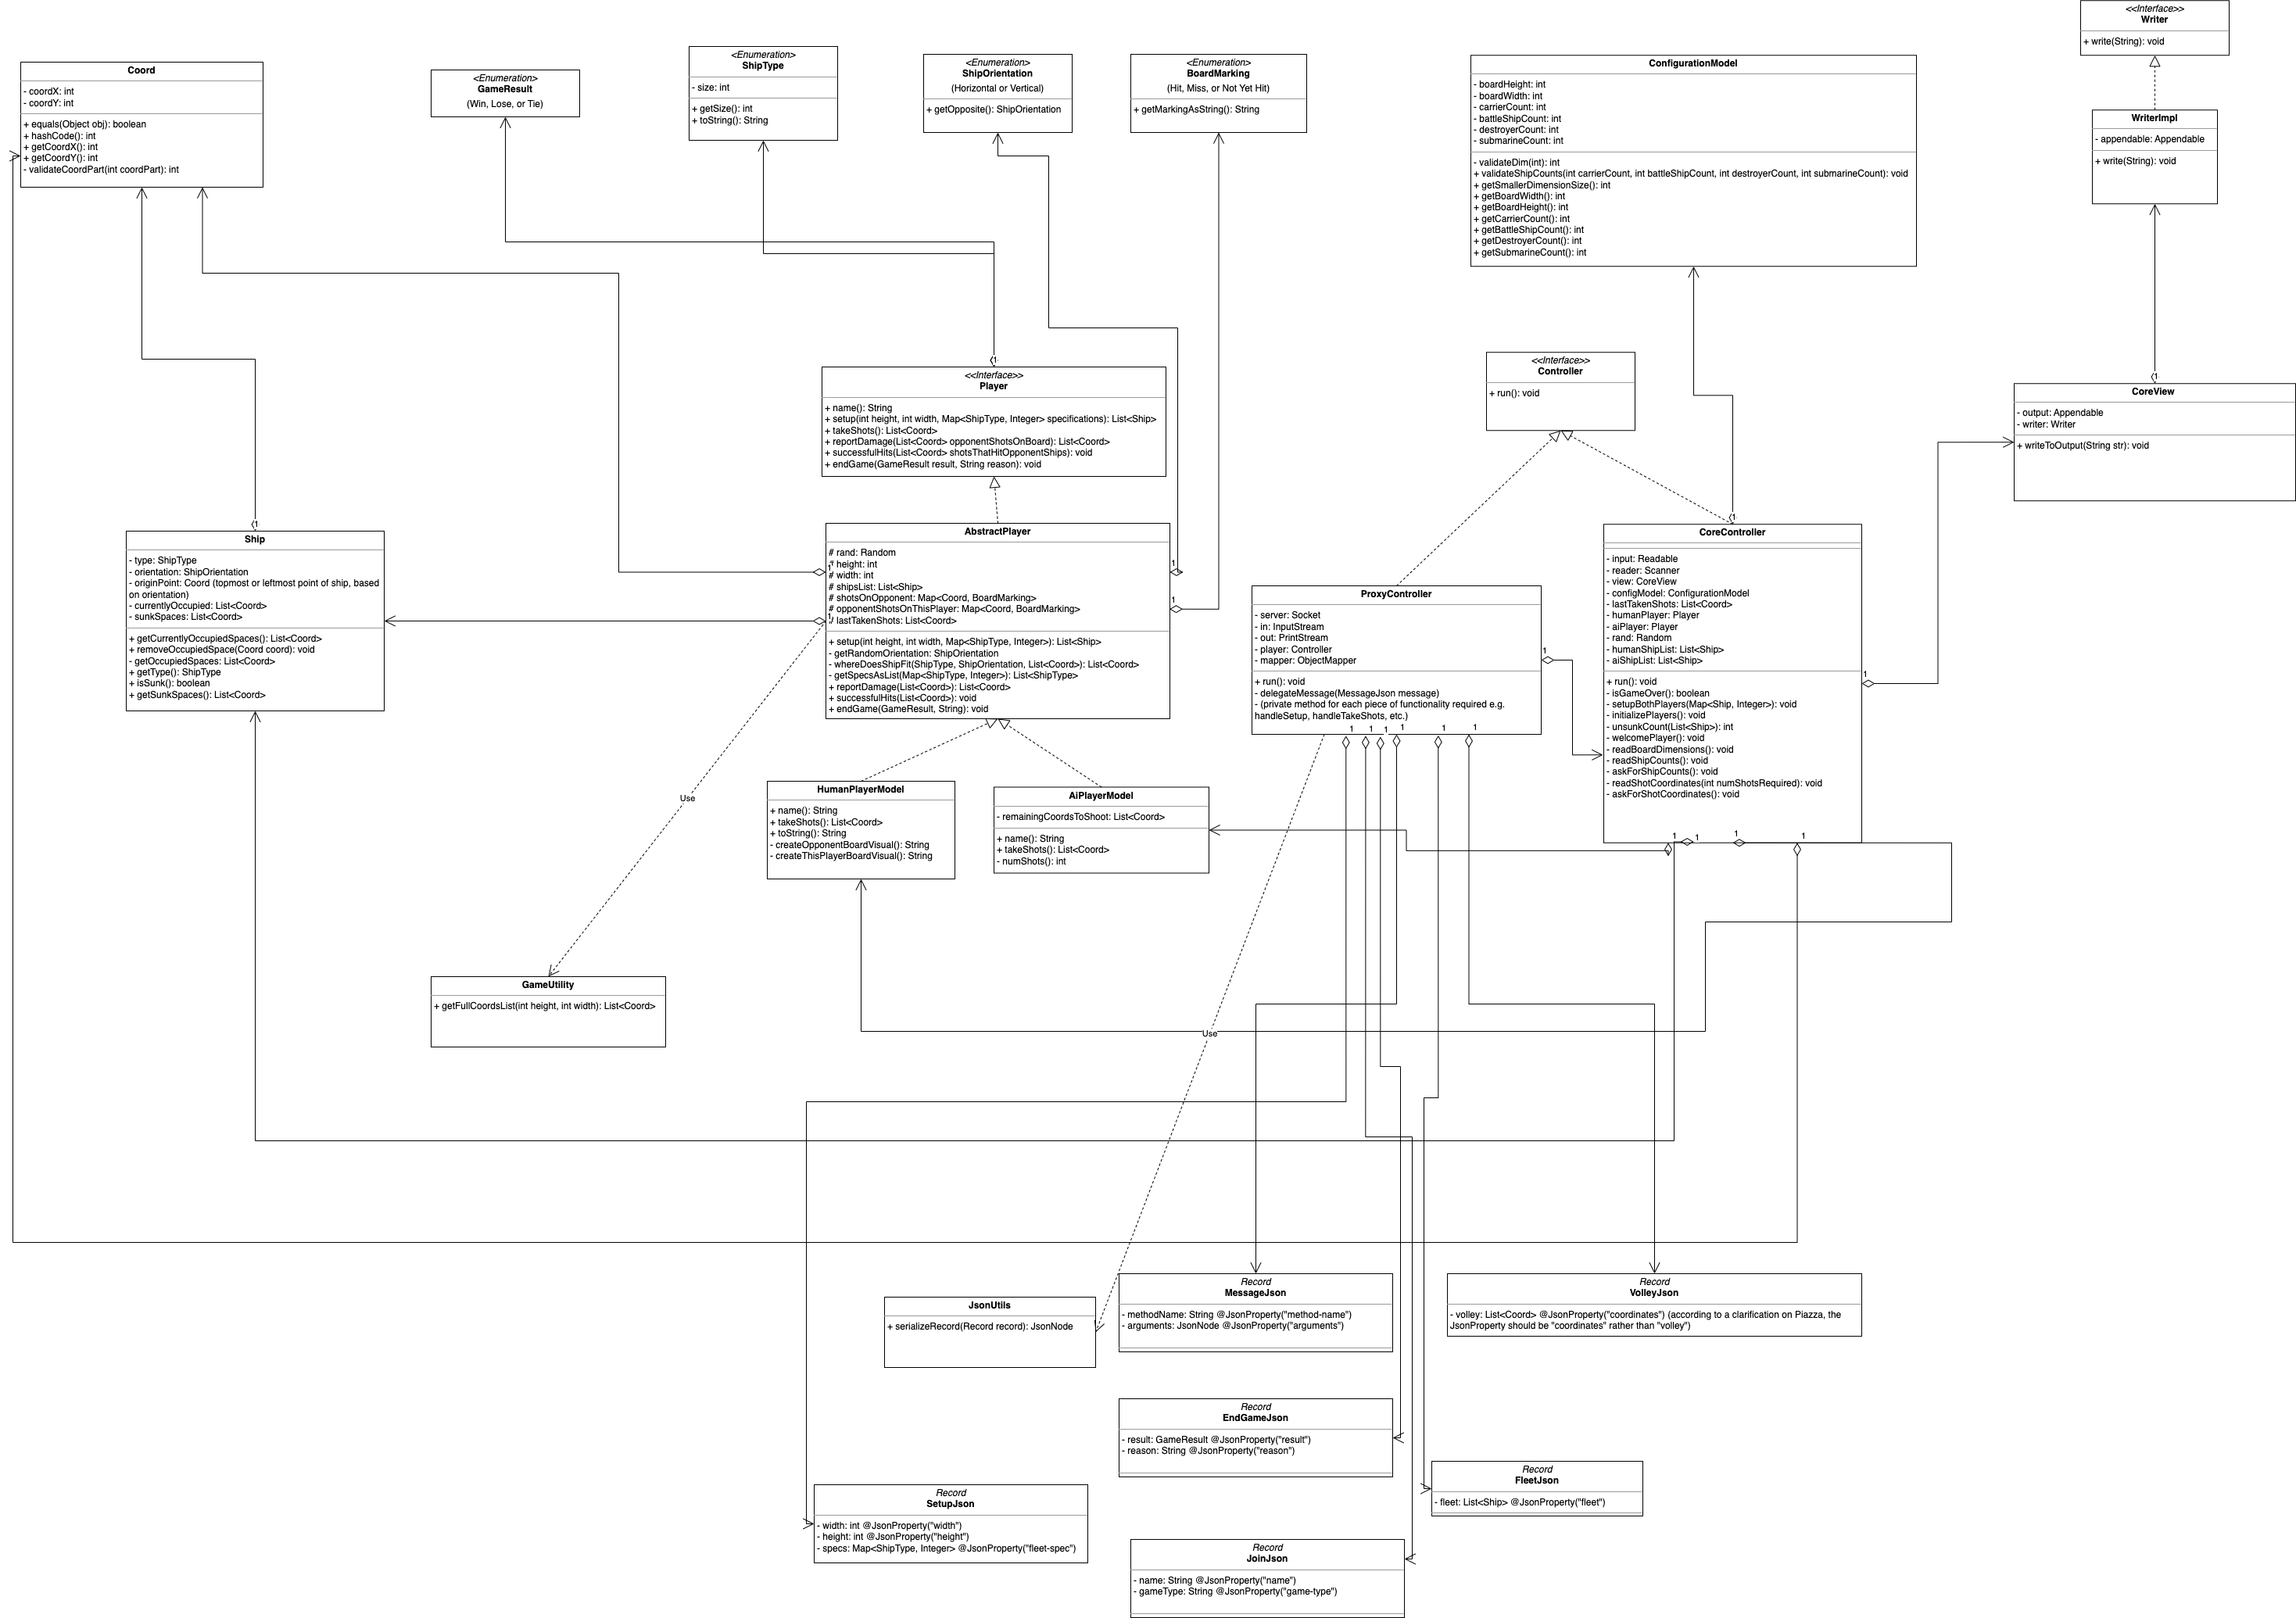 <<Interface>>
Writer
+ write(String): void
Coord
- coordX: int
- coordY: int
+ equals(Object obj): boolean
+ hashCode(): int
+ getCoordX(): int
+ getCoordY(): int
- validateCoordPart(int coordPart): int
<Enumeration>
GameResult
(Win, Lose, or Tie)
<Enumeration>
ShipType
- size: int
+ getSize(): int
+ toString(): String
<Enumeration>
ShipOrientation
(Horizontal or Vertical)
+ getOpposite(): ShipOrientation
<Enumeration>
BoardMarking
(Hit, Miss, or Not Yet Hit)
+ getMarkingAsString(): String
ConfigurationModel
- boardHeight: int
- boardWidth: int
- carrierCount: int
- battleShipCount: int
- destroyerCount: int
- submarineCount: int
- validateDim(int): int
+ validateShipCounts(int carrierCount, int battleShipCount, int destroyerCount, int submarineCount): void
+ getSmallerDimensionSize(): int
+ getBoardWidth(): int
+ getBoardHeight(): int
+ getCarrierCount(): int
+ getBattleShipCount(): int
+ getDestroyerCount(): int
+ getSubmarineCount(): int
WriterImpl
- appendable: Appendable
+ write(String): void
<<Interface>>
Controller
+ run(): void
1
<<Interface>>
Player
+ name(): String
+ setup(int height, int width, Map<ShipType, Integer> specifications): List<Ship>
+ takeShots(): List<Coord>
+ reportDamage(List<Coord> opponentShotsOnBoard): List<Coord>
+ successfulHits(List<Coord> shotsThatHitOpponentShips): void
+ endGame(GameResult result, String reason): void
1
CoreView
- output: Appendable
- writer: Writer
+ writeToOutput(String str): void
1
Ship
- type: ShipType
- orientation: ShipOrientation
- originPoint: Coord (topmost or leftmost point of ship, based
on orientation)
- currentlyOccupied: List<Coord>
- sunkSpaces: List<Coord>
+ getCurrentlyOccupiedSpaces(): List<Coord>
+ removeOccupiedSpace(Coord coord): void
- getOccupiedSpaces: List<Coord>
+ getType(): ShipType
+ isSunk(): boolean
+ getSunkSpaces(): List<Coord>
AbstractPlayer
# rand: Random
# height: int
# width: int
# shipsList: List<Ship>
# shotsOnOpponent: Map<Coord, BoardMarking>
# opponentShotsOnThisPlayer: Map<Coord, BoardMarking>
# lastTakenShots: List<Coord>
+ setup(int height, int width, Map<ShipType, Integer>): List<Ship>
- getRandomOrientation: ShipOrientation
- whereDoesShipFit(ShipType, ShipOrientation, List<Coord>): List<Coord>
- getSpecsAsList(Map<ShipType, Integer>): List<ShipType>
+ reportDamage(List<Coord>): List<Coord>
+ successfulHits(List<Coord>): void
+ endGame(GameResult, String): void
1
1
1
1
ProxyController
- server: Socket
- in: InputStream
- out: PrintStream
- player: Controller
- mapper: ObjectMapper
+ run(): void
- delegateMessage(MessageJson message)
- (private method for each piece of functionality required e.g.
handleSetup, handleTakeShots, etc.)
1
1
1
1
1
1
1
1
CoreController
- input: Readable
- reader: Scanner
- view: CoreView
- configModel: ConfigurationModel
- lastTakenShots: List<Coord>
- humanPlayer: Player
- aiPlayer: Player
- rand: Random
- humanShipList: List<Ship>
- aiShipList: List<Ship>
+ run(): void
- isGameOver(): boolean
- setupBothPlayers(Map<Ship, Integer>): void
- initializePlayers(): void
- unsunkCount(List<Ship>): int
- welcomePlayer(): void
- readBoardDimensions(): void
- readShipCounts(): void
- askForShipCounts(): void
- readShotCoordinates(int numShotsRequired): void
- askForShotCoordinates(): void
1
1
1
1
1
HumanPlayerModel
+ name(): String
+ takeShots(): List<Coord>
+ toString(): String
- createOpponentBoardVisual(): String
- createThisPlayerBoardVisual(): String
AiPlayerModel
- remainingCoordsToShoot: List<Coord>
+ name(): String
+ takeShots(): List<Coord>
- numShots(): int
Use
GameUtility
+ getFullCoordsList(int height, int width): List<Coord>
Use
JsonUtils
+ serializeRecord(Record record): JsonNode
Record
MessageJson
- methodName: String @JsonProperty("method-name")
- arguments: JsonNode @JsonProperty("arguments")
Record
VolleyJson
- volley: List<Coord> @JsonProperty("coordinates") (according to a clarification on Piazza, the
JsonProperty should be "coordinates" rather than "volley")
Record
EndGameJson
- result: GameResult @JsonProperty("result")
- reason: String @JsonProperty("reason")
Record
FleetJson
- fleet: List<Ship> @JsonProperty("fleet")
Record
SetupJson
- width: int @JsonProperty("width")
- height: int @JsonProperty("height")
- specs: Map<ShipType, Integer> @JsonProperty("fleet-spec")
Record
JoinJson
- name: String @JsonProperty("name")
- gameType: String @JsonProperty("game-type")